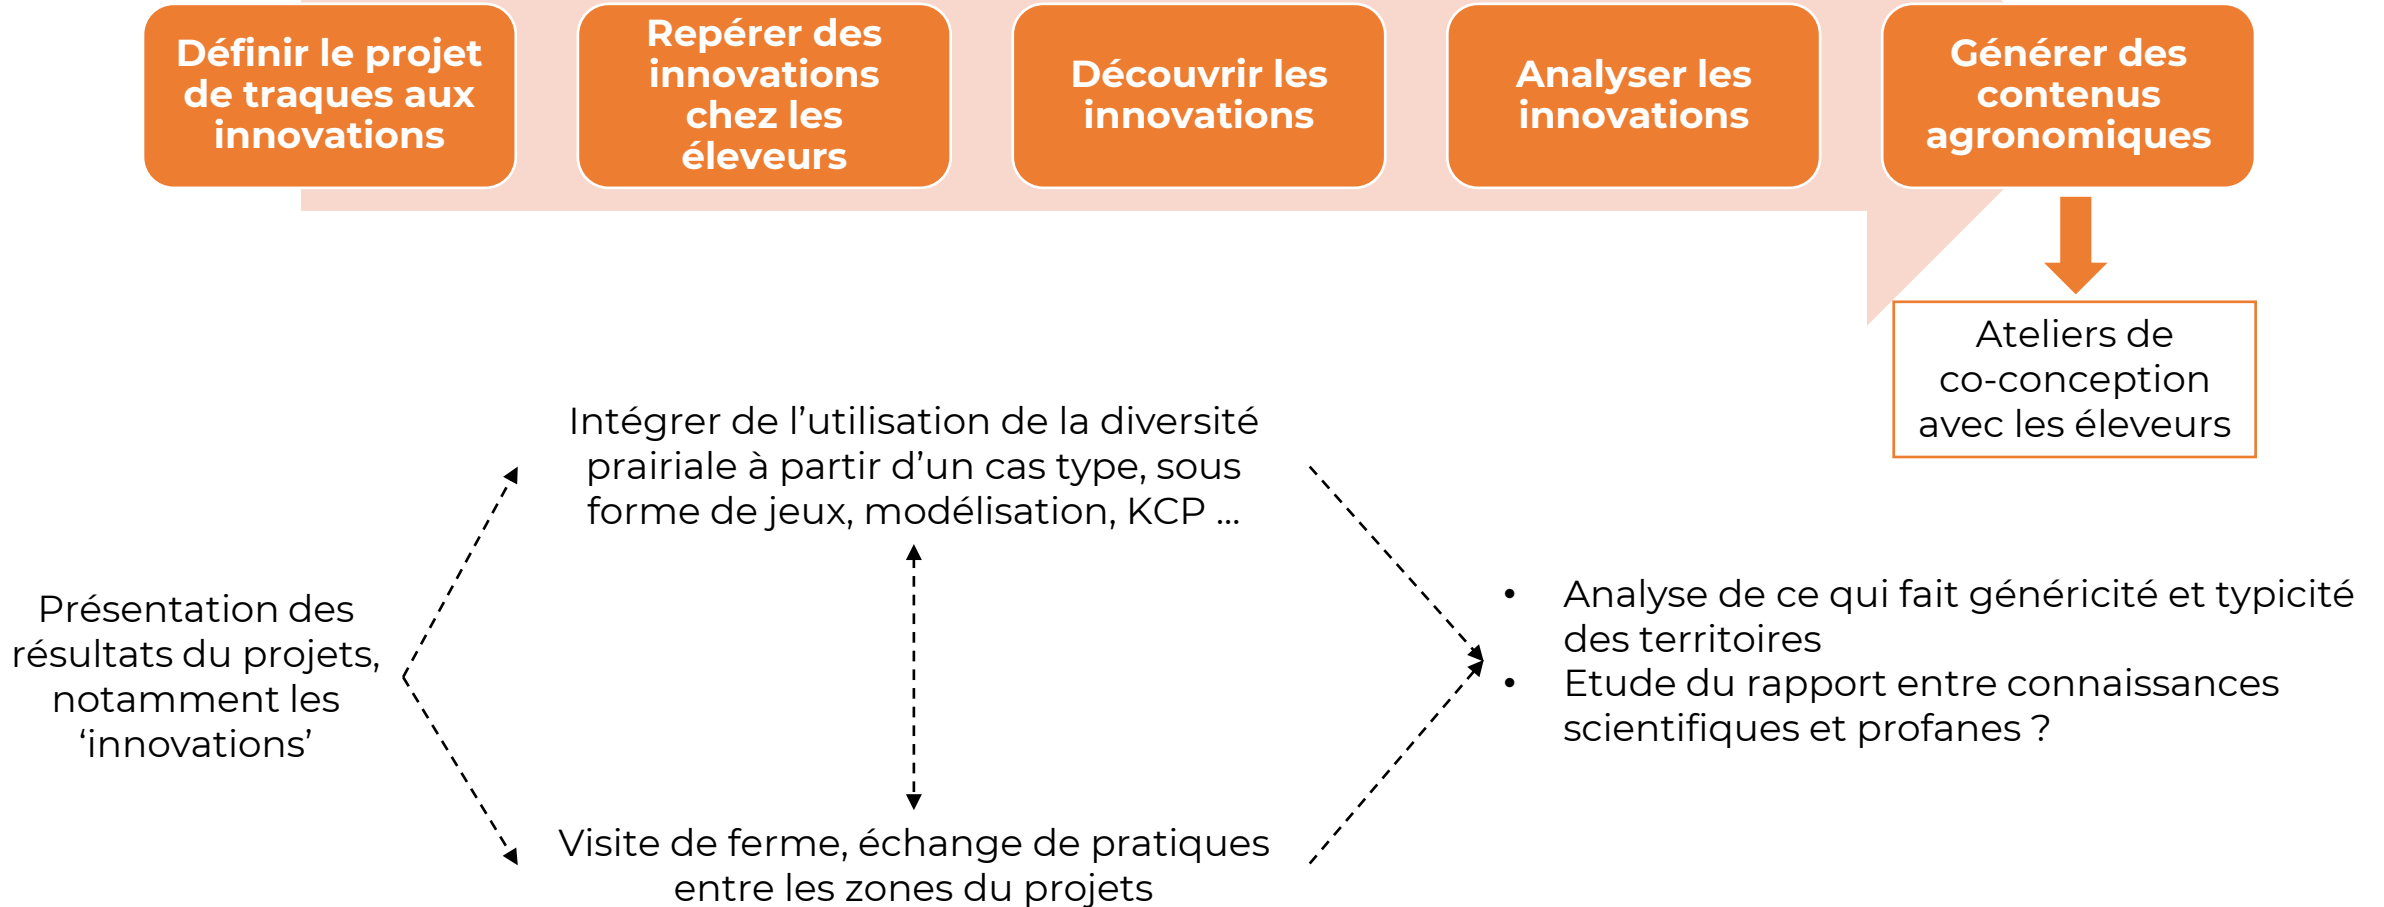 Définir le projet
de traques aux
innovations
Repérer des
innovations
chez les
éleveurs
Découvrir les
innovations
Analyser les
innovations
Générer des
contenus
agronomiques
Ateliers de
co-conception
avec les éleveurs
Intégrer de l’utilisation de la diversité
prairiale à partir d’un cas type, sous
forme de jeux, modélisation, KCP ...
Présentation des
résultats du projets,
notamment les
‘innovations’
• Analyse de ce qui fait généricité et typicité
des territoires
• Etude du rapport entre connaissances
scientifiques et profanes ?
Visite de ferme, échange de pratiques
entre les zones du projets